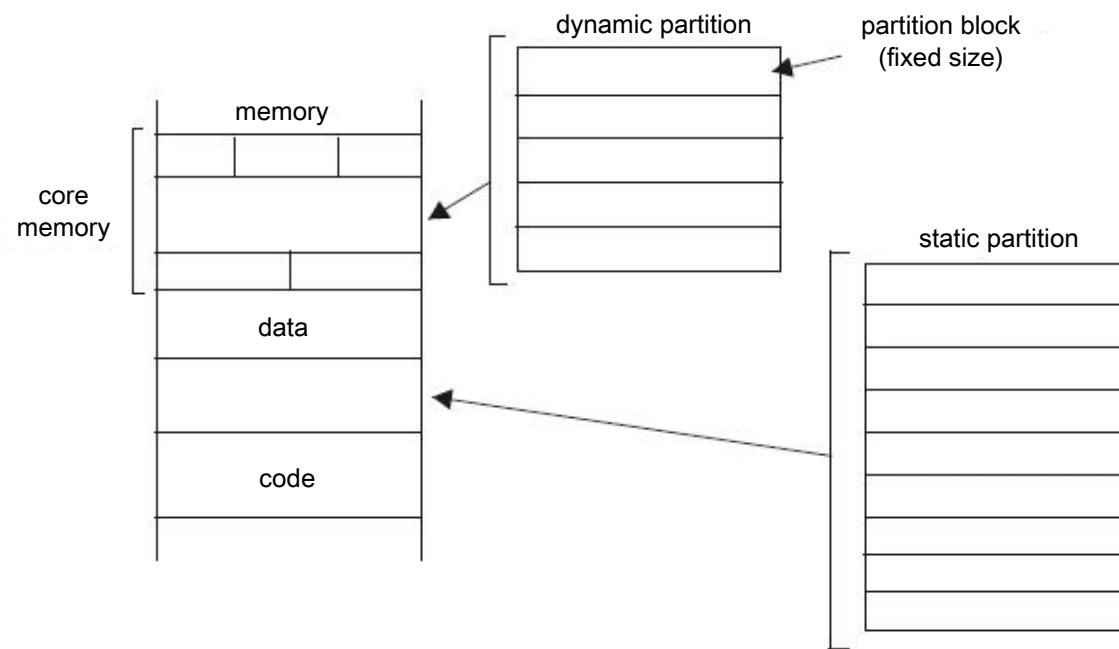 dynamic partition
partition block
(fixed size)
memory
core
memory
static partition
data
code